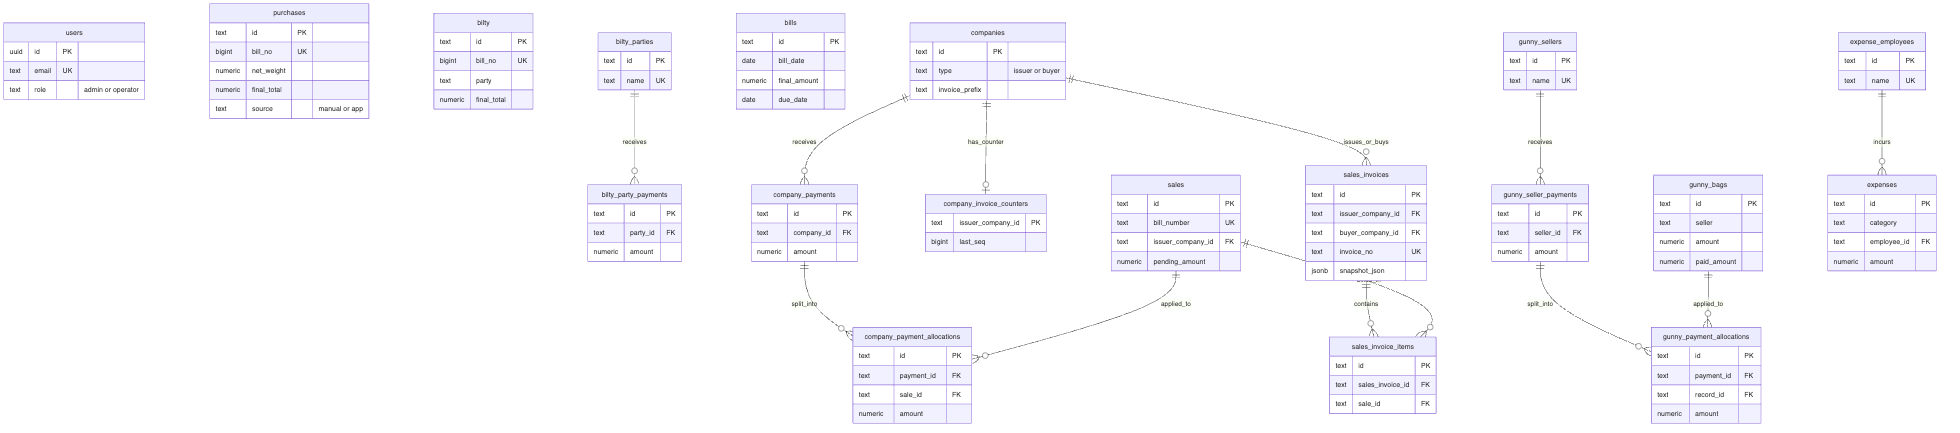 users
uuid id PK
text email UK
text role admin or operator
purchases
text id PK
bigint bill_no UK
numeric net_weight
numeric final_total
text source manual or app
bilty
text id PK
bigint bill_no UK
text party
numeric final_total
bilty_parties
text id PK
text name UK
bills
text id PK
date bill_date
numeric final_amount
date due_date
companies
text id PK
text type issuer or buyer
text invoice_prefix
gunny_sellers
text id PK
text name UK
expense_employees
text id PK
text name UK
receives
receives
has_counter
issues_or_buys
receives
incurs
bilty_party_payments
text id PK
text party_id FK
numeric amount
company_payments
text id PK
text company_id FK
numeric amount
company_invoice_counters
text issuer_company_id PK
bigint last_seq
sales
text id PK
text bill_number UK
text issuer_company_id FK
numeric pending_amount
sales_invoices
text id PK
text issuer_company_id FK
text buyer_company_id FK
text invoice_no UK
jsonb snapshot_json
gunny_seller_payments
text id PK
text seller_id FK
numeric amount
gunny_bags
text id PK
text seller
numeric amount
numeric paid_amount
expenses
text id PK
text category
text employee_id FK
numeric amount
split_into
applied_to
contains
split_into
applied_to
company_payment_allocations
text id PK
text payment_id FK
text sale_id FK
numeric amount
sales_invoice_items
text id PK
text sales_invoice_id FK
text sale_id FK
gunny_payment_allocations
text id PK
text payment_id FK
text record_id FK
numeric amount